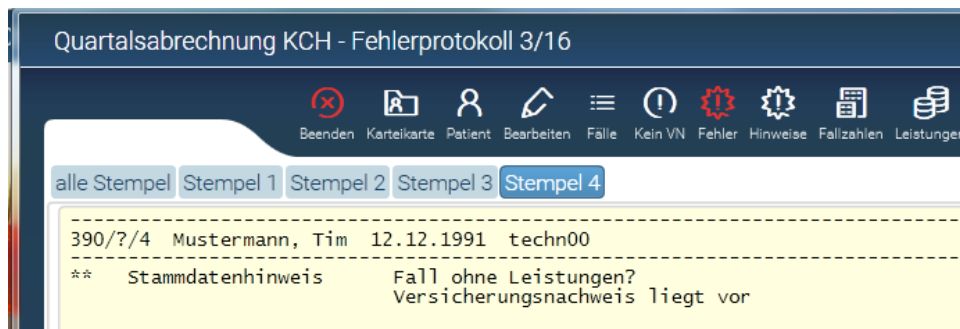 Quartalsabrechnung KCH - Fehlerprotokoll 3/16
Beenden Karteikarte Patient Bearbeiten Fälle Kein VN Fehler Hinweise Fallzahlen Leistungen
alle Stempel Stempel 1 Stempel 2 Stempel 3 Stempel 4
390/?/4 Mustermann, Tim 12.12.1991 techn00
** Stammdatenhinweis Fall ohne Leistungen?
Versicherungsnachweis liegt vor